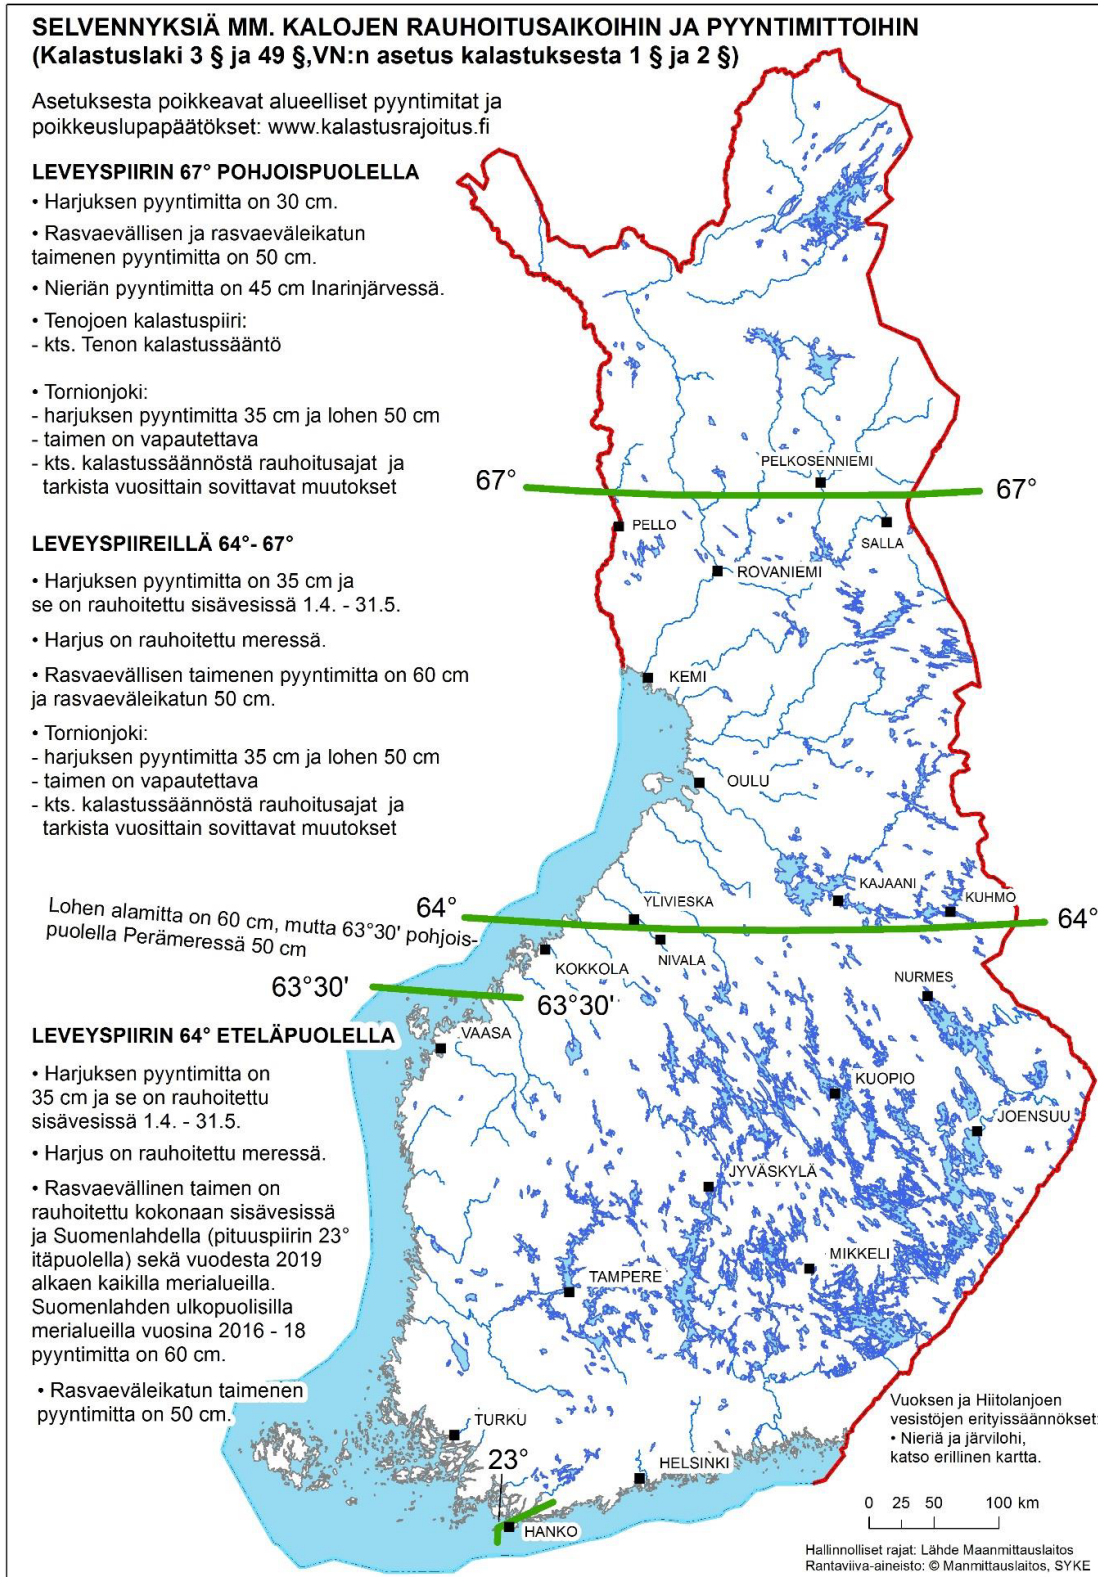 SELVENNYKSIÄ MM. KALOJEN RAUHOITUSAIKOIHIN JA PYYNTIMITTOIHIN
(Kalastuslaki 3 § ja 49 §,VN:n asetus kalastuksesta 1 § ja 2 §)
Asetuksesta poikkeavat alueelliset pyyntimitat ja
poikkeuslupapäätökset: www.kalastusrajoitus.fi
LEVEYSPIIRIN 67° POHJOISPUOLELLA
• Harjuksen pyyntimitta on 30 cm.
• Rasvaevällisen ja rasvaeväleikatun
taimenen pyyntimitta on 50 cm.
• Nieriän pyyntimitta on 45 cm Inarinjärvessä.
• Tenojoen kalastuspiiri:
- kts. Tenon kalastussääntö
• Tornionjoki:
- harjuksen pyyntimitta 35 cm ja lohen 50 cm
- taimen on vapautettava
- kts. kalastussäännöstä rauhoitusajat ja
tarkista vuosittain sovittavat muutokset
PELKOSENNIEMI
67°
67°
PELLO
SALLA
ROVANIEMI
LEVEYSPIIREILLÄ 64°- 67°
• Harjuksen pyyntimitta on 35 cm ja
se on rauhoitettu sisävesissä 1.4. - 31.5.
• Harjus on rauhoitettu meressä.
• Rasvaevällisen taimenen pyyntimitta on 60 cm
ja rasvaeväleikatun 50 cm.
• Tornionjoki:
- harjuksen pyyntimitta 35 cm ja lohen 50 cm
- taimen on vapautettava
- kts. kalastussäännöstä rauhoitusajat ja
tarkista vuosittain sovittavat muutokset
KEMI
OULU
KAJAANI
KUHMO
YLIVIESKA
64°
64°
Lohen alamitta on 60 cm, mutta 63°30' pohjois-
puolella Perämeressä 50 cm
NIVALA
KOKKOLA
NURMES
63°30'
63°30'
LEVEYSPIIRIN 64° ETELÄPUOLELLA
• Harjuksen pyyntimitta on
35 cm ja se on rauhoitettu
sisävesissä 1.4. - 31.5.
• Harjus on rauhoitettu meressä.
• Rasvaevällinen taimen on
rauhoitettu kokonaan sisävesissä
ja Suomenlahdella (pituuspiirin 23°
itäpuolella) sekä vuodesta 2019
alkaen kaikilla merialueilla.
Suomenlahden ulkopuolisilla
merialueilla vuosina 2016 - 18
pyyntimitta on 60 cm.
• Rasvaeväleikatun taimenen
pyyntimitta on 50 cm.
VAASA
KUOPIO
JOENSUU
JYVÄSKYLÄ
MIKKELI
TAMPERE
TURKU
23°
HELSINKI
HANKO
Vuoksen ja Hiitolanjoen
vesistöjen erityissäännökset:
• Nieriä ja järvilohi,
katso erillinen kartta.
0 25 50 100 km
Hallinnolliset rajat: Lähde Maanmittauslaitos
Rantaviiva-aineisto: © Manmittauslaitos, SYKE